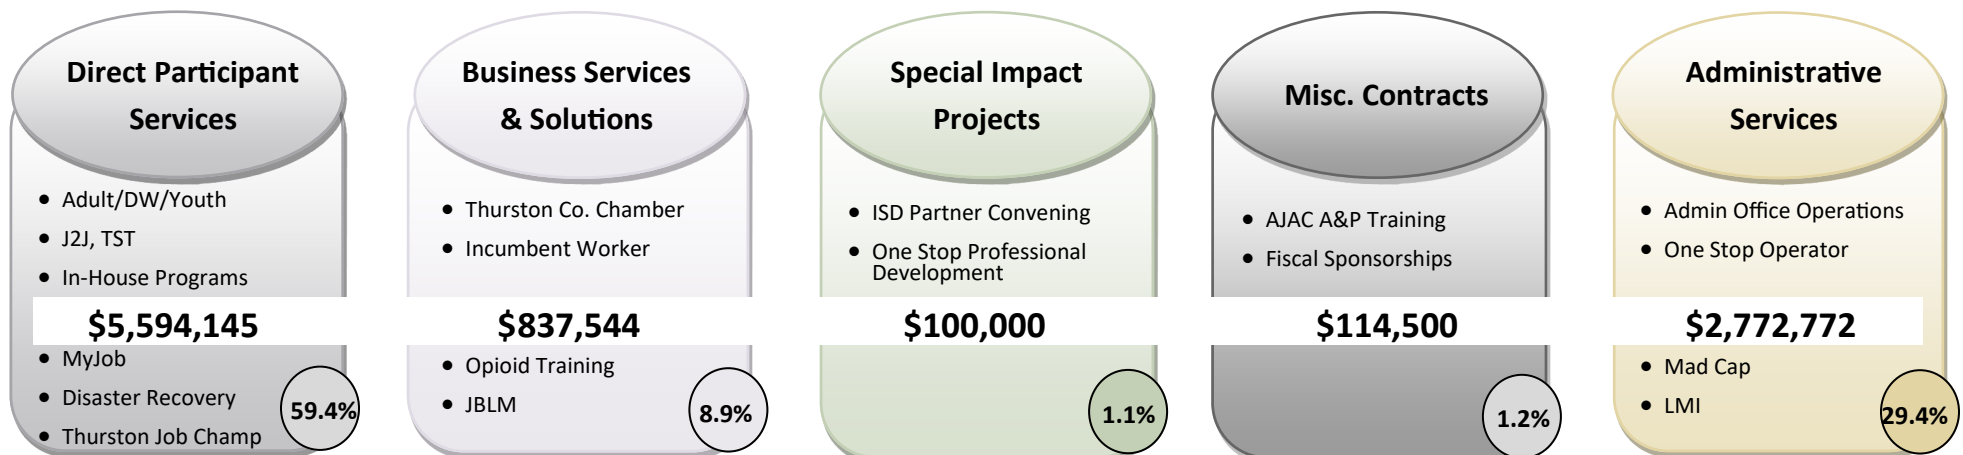 Direct Participant
Services
• Adult/DW/Youth
• J2J, TST
• In-House Programs
$5,594,145
• MyJob
• Disaster Recovery
• Thurston Job Champ
59.4%
Business Services
& Solutions
• Thurston Co. Chamber
• Incumbent Worker
$837,544
• Opioid Training
• JBLM
8.9%
Special Impact
Projects
• ISD Partner Convening
• One Stop Professional
Development
$100,000
1.1%
Misc. Contracts
• AJAC A&P Training
• Fiscal Sponsorships
$114,500
1.2%
Administrative
Services
• Admin Office Operations
• One Stop Operator
$2,772,772
• Mad Cap
• LMI
29.4%